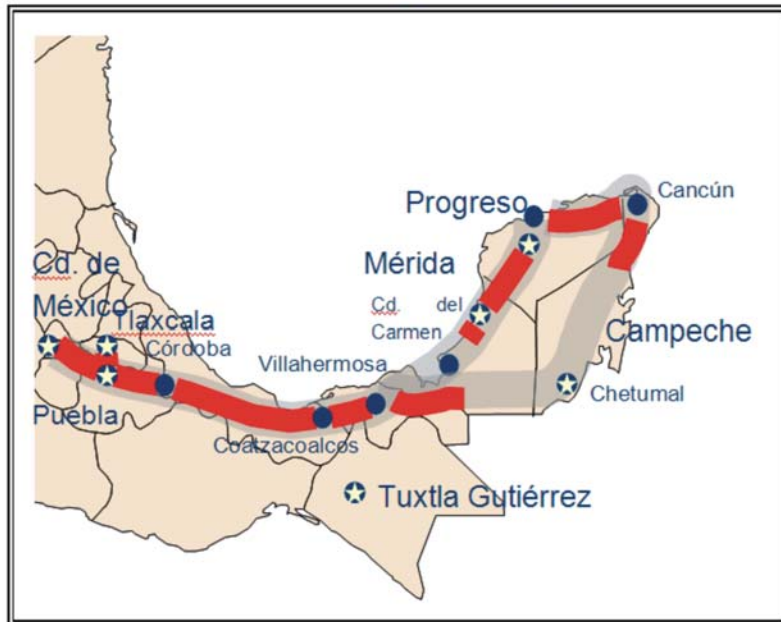 Cancún
Progreso
Mérida
Cd. de
México
Cd. del
Carmen
Tlaxcala
Córdoba
Campeche
Villahermosa
Chetumal
Puebla
Coatzacoalcos
Tuxtla Gutiérrez